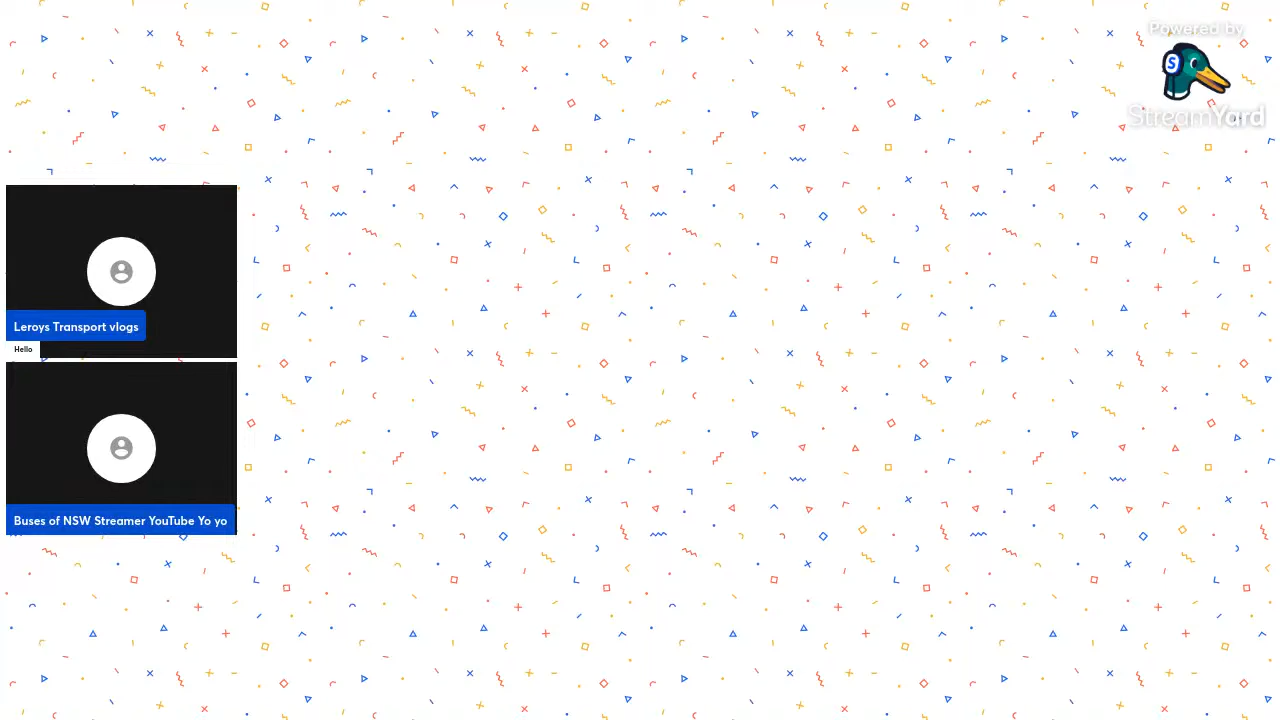 Powered by
S
StreamYard
Leroys Transport vlogs
Hello
Buses of NSW Streamer YouTube Yo yo